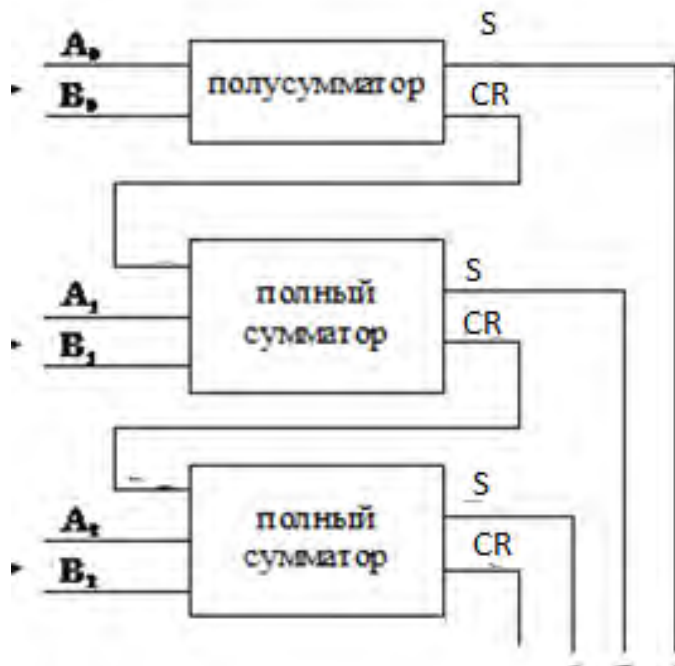 S
A₀
полусумматор
B₀
CR
S
A₁
полный
сумматор
CR
B₁
S
A₂
полный
сумматор
CR
B₂